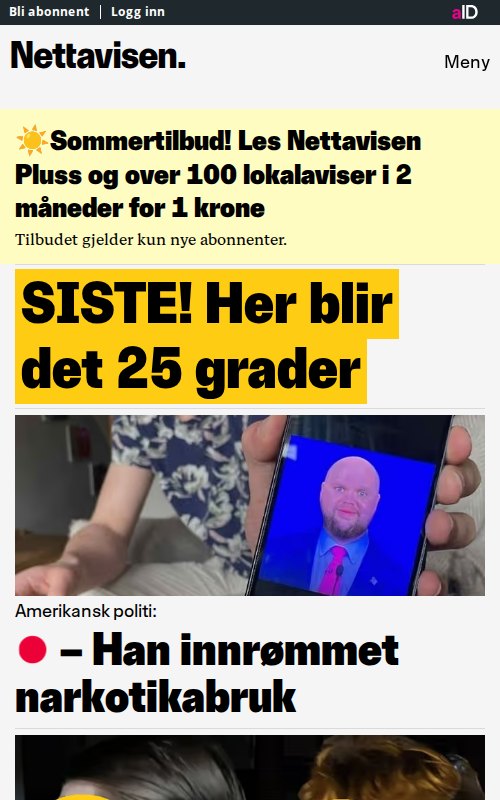 Bli abonnent
Logg inn
aID
Nettavisen.
Meny
☀️Sommertilbud! Les Nettavisen
Pluss og over 100 lokalaviser i 2
måneder for 1 krone
Tilbudet gjelder kun nye abonnenter.
SISTE! Her blir
det 25 grader
Amerikansk politi:
🔴 – Han innrømmet
narkotikabruk